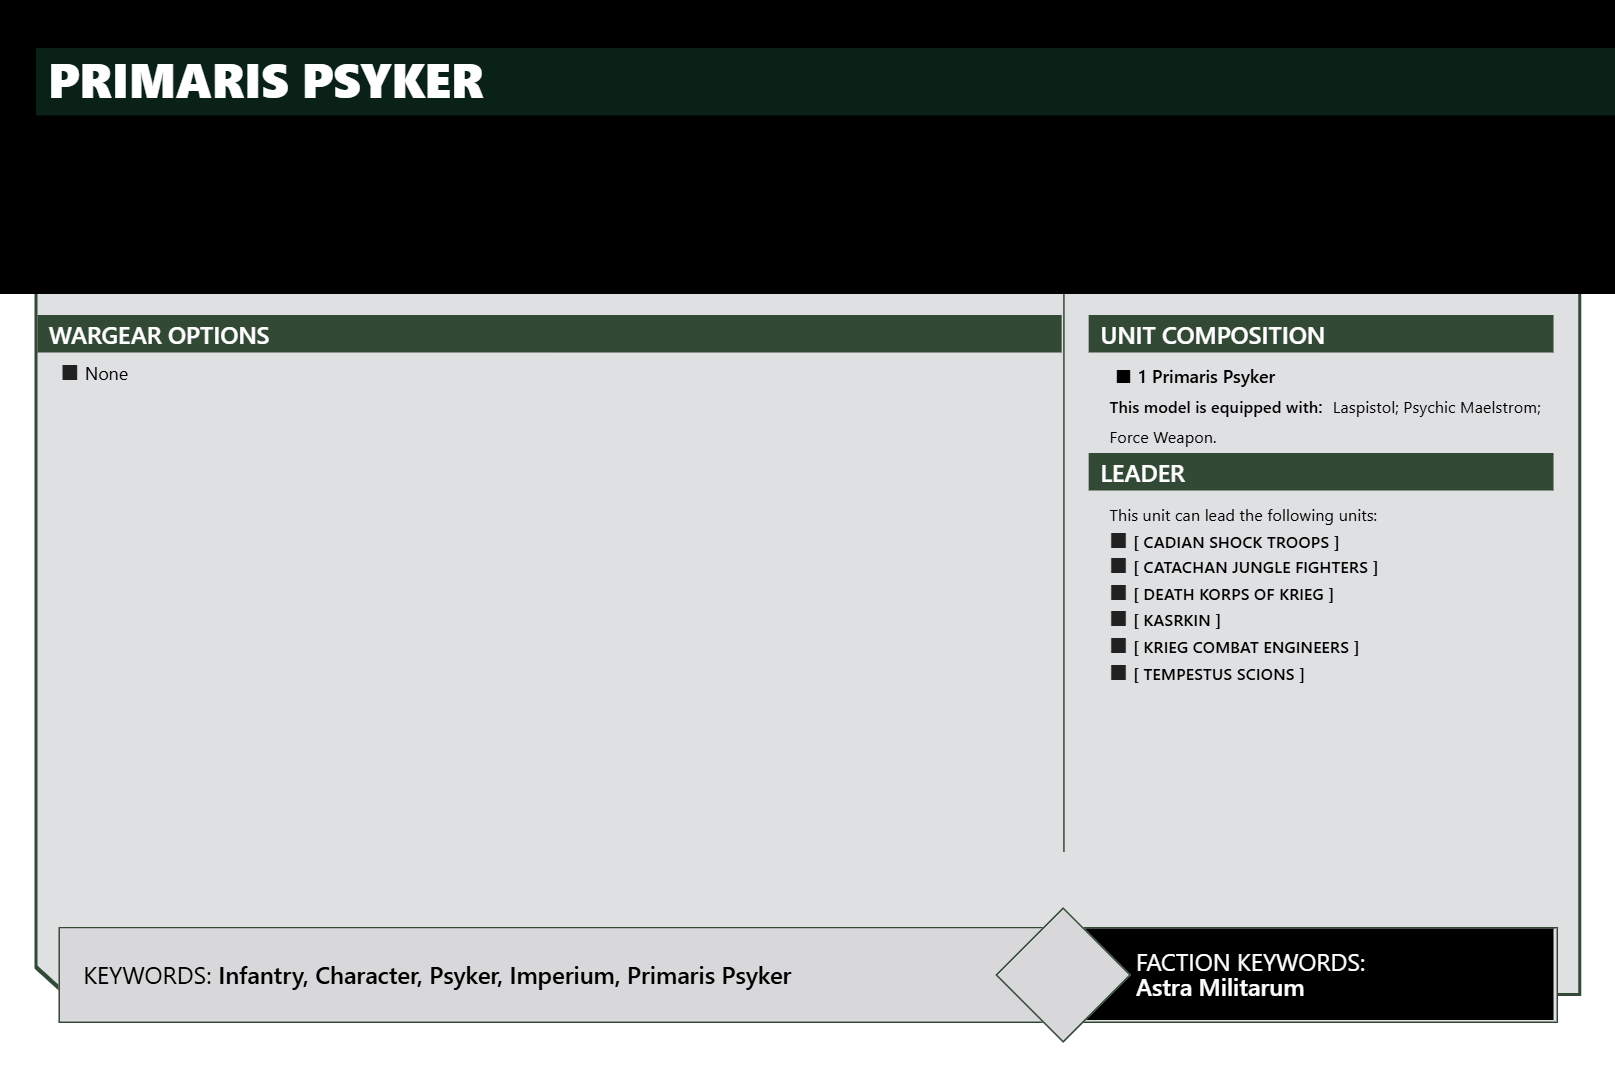 PRIMARIS PSYKER
WARGEAR OPTIONS
None
UNIT COMPOSITION
1 Primaris Psyker
This model is equipped with: Laspistol; Psychic Maelstrom;
Force Weapon.
LEADER
This unit can lead the following units:
[ CADIAN SHOCK TROOPS ]
[ CATACHAN JUNGLE FIGHTERS ]
[ DEATH KORPS OF KRIEG ]
[ KASRKIN ]
[ KRIEG COMBAT ENGINEERS ]
[ TEMPESTUS SCIONS ]
KEYWORDS: Infantry, Character, Psyker, Imperium, Primaris Psyker
FACTION KEYWORDS:
Astra Militarum